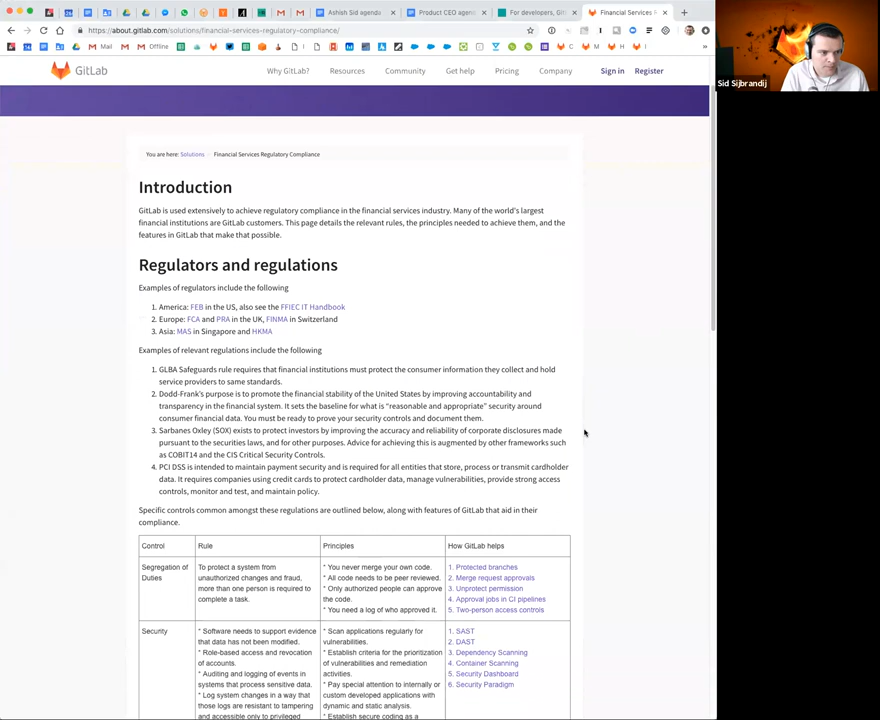 Ashish Sid agenda
Product CEO agen
For developers, Git
Financial Services R
https://about.gitlab.com/solutions/financial-services-regulatory-compliance/
Mail
Offline
GitLab
Why GitLab?
Resources
Community
Get help
Pricing
Company
Sign in
Register
Sid Sijbrandij
You are here: Solutions Financial Services Regulatory Compliance
Introduction
GitLab is used extensively to achieve regulatory compliance in the financial services industry. Many of the world's largest
financial institutions are GitLab customers. This page details the relevant rules, the principles needed to achieve them, and the
features in GitLab that make that possible.
Regulators and regulations
Examples of regulators include the following
1. America: FEB in the US, also see the FFIEC IT Handbook
2. Europe: FCA and PRA in the UK, FINMA in Switzerland
3. Asia: MAS in Singapore and HKMA
Examples of relevant regulations include the following
1. GLBA Safeguards rule requires that financial institutions must protect the consumer information they collect and hold
service providers to same standards.
2. Dodd-Frank's purpose is to promote the financial stability of the United States by improving accountability and
transparency in the financial system. It sets the baseline for what is "reasonable and appropriate" security around
consumer financial data. You must be ready to prove your security controls and document them.
3. Sarbanes Oxley (SOX) exists to protect investors by improving the accuracy and reliability of corporate disclosures made
pursuant to the securities laws, and for other purposes. Advice for achieving this is augmented by other frameworks such
as COBIT14 and the CIS Critical Security Controls.
4. PCI DSS is intended to maintain payment security and is required for all entities that store, process or transmit cardholder
data. It requires companies using credit cards to protect cardholder data, manage vulnerabilities, provide strong access
controls, monitor and test, and maintain policy.
Specific controls common amongst these regulations are outlined below, along with features of GitLab that aid in their
compliance.
Control
Rule
Principles
How GitLab helps
Segregation of
Duties
To protect a system from
unauthorized changes and fraud,
more than one person is required to
complete a task.
* You never merge your own code.
* All code needs to be peer reviewed.
* Only authorized people can approve
the code.
* You need a log of who approved it.
1. Protected branches
2. Merge request approvals
3. Unprotect permission
4. Approval jobs in CI pipelines
5. Two-person access controls
Security
* Software needs to support evidence
that data has not been modified.
* Role-based access and revocation
of accounts.
* Auditing and logging of events in
systems that process sensitive data.
* Log system changes in a way that
those logs are resistant to tampering
and accessible only to privileged
* Scan applications regularly for
vulnerabilities.
* Establish criteria for the prioritization
of vulnerabilities and remediation
activities.
* Pay special attention to internally or
custom developed applications with
dynamic and static analysis.
* Establish secure coding as a
1. SAST
2. DAST
3. Dependency Scanning
4. Container Scanning
5. Security Dashboard
6. Security Paradigm